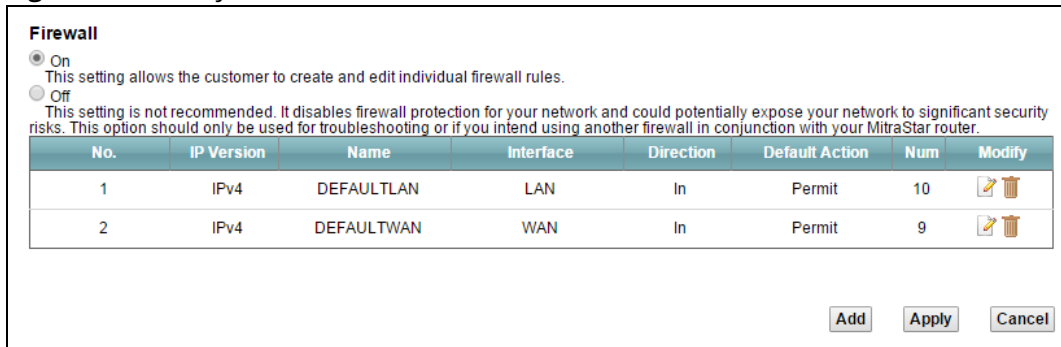 Firewall
On
This setting allows the customer to create and edit individual firewall rules.
Off
This setting is not recommended. It disables firewall protection for your network and could potentially expose your network to significant security
risks. This option should only be used for troubleshooting or if you intend using another firewall in conjunction with your MitraStar router.
No. IP Version Name Interface Direction Default Action Num Modify
1 IPv4 DEFAULTLAN LAN In Permit 10
2 IPv4 DEFAULTWAN WAN In Permit 9
Add Apply Cancel